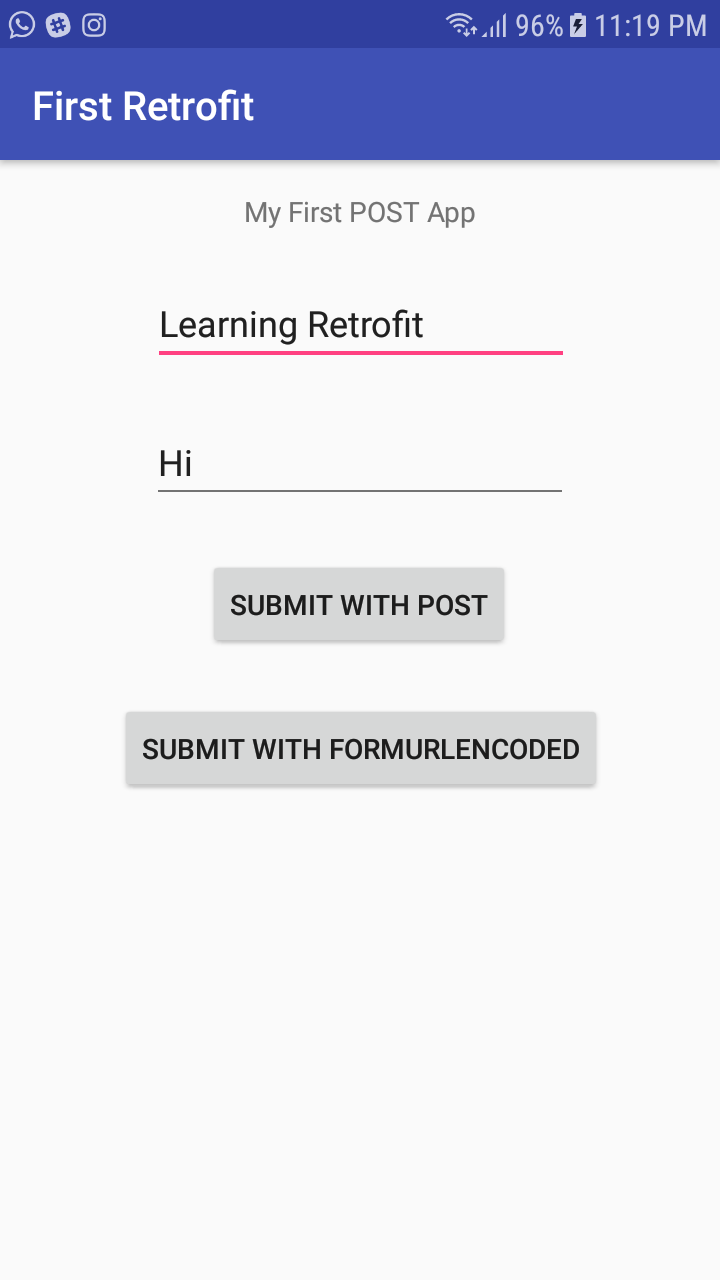 96% 11:19 PM
First Retrofit
My First POST App
Learning Retrofit
Hi
SUBMIT WITH POST
SUBMIT WITH FORMURLENCODED